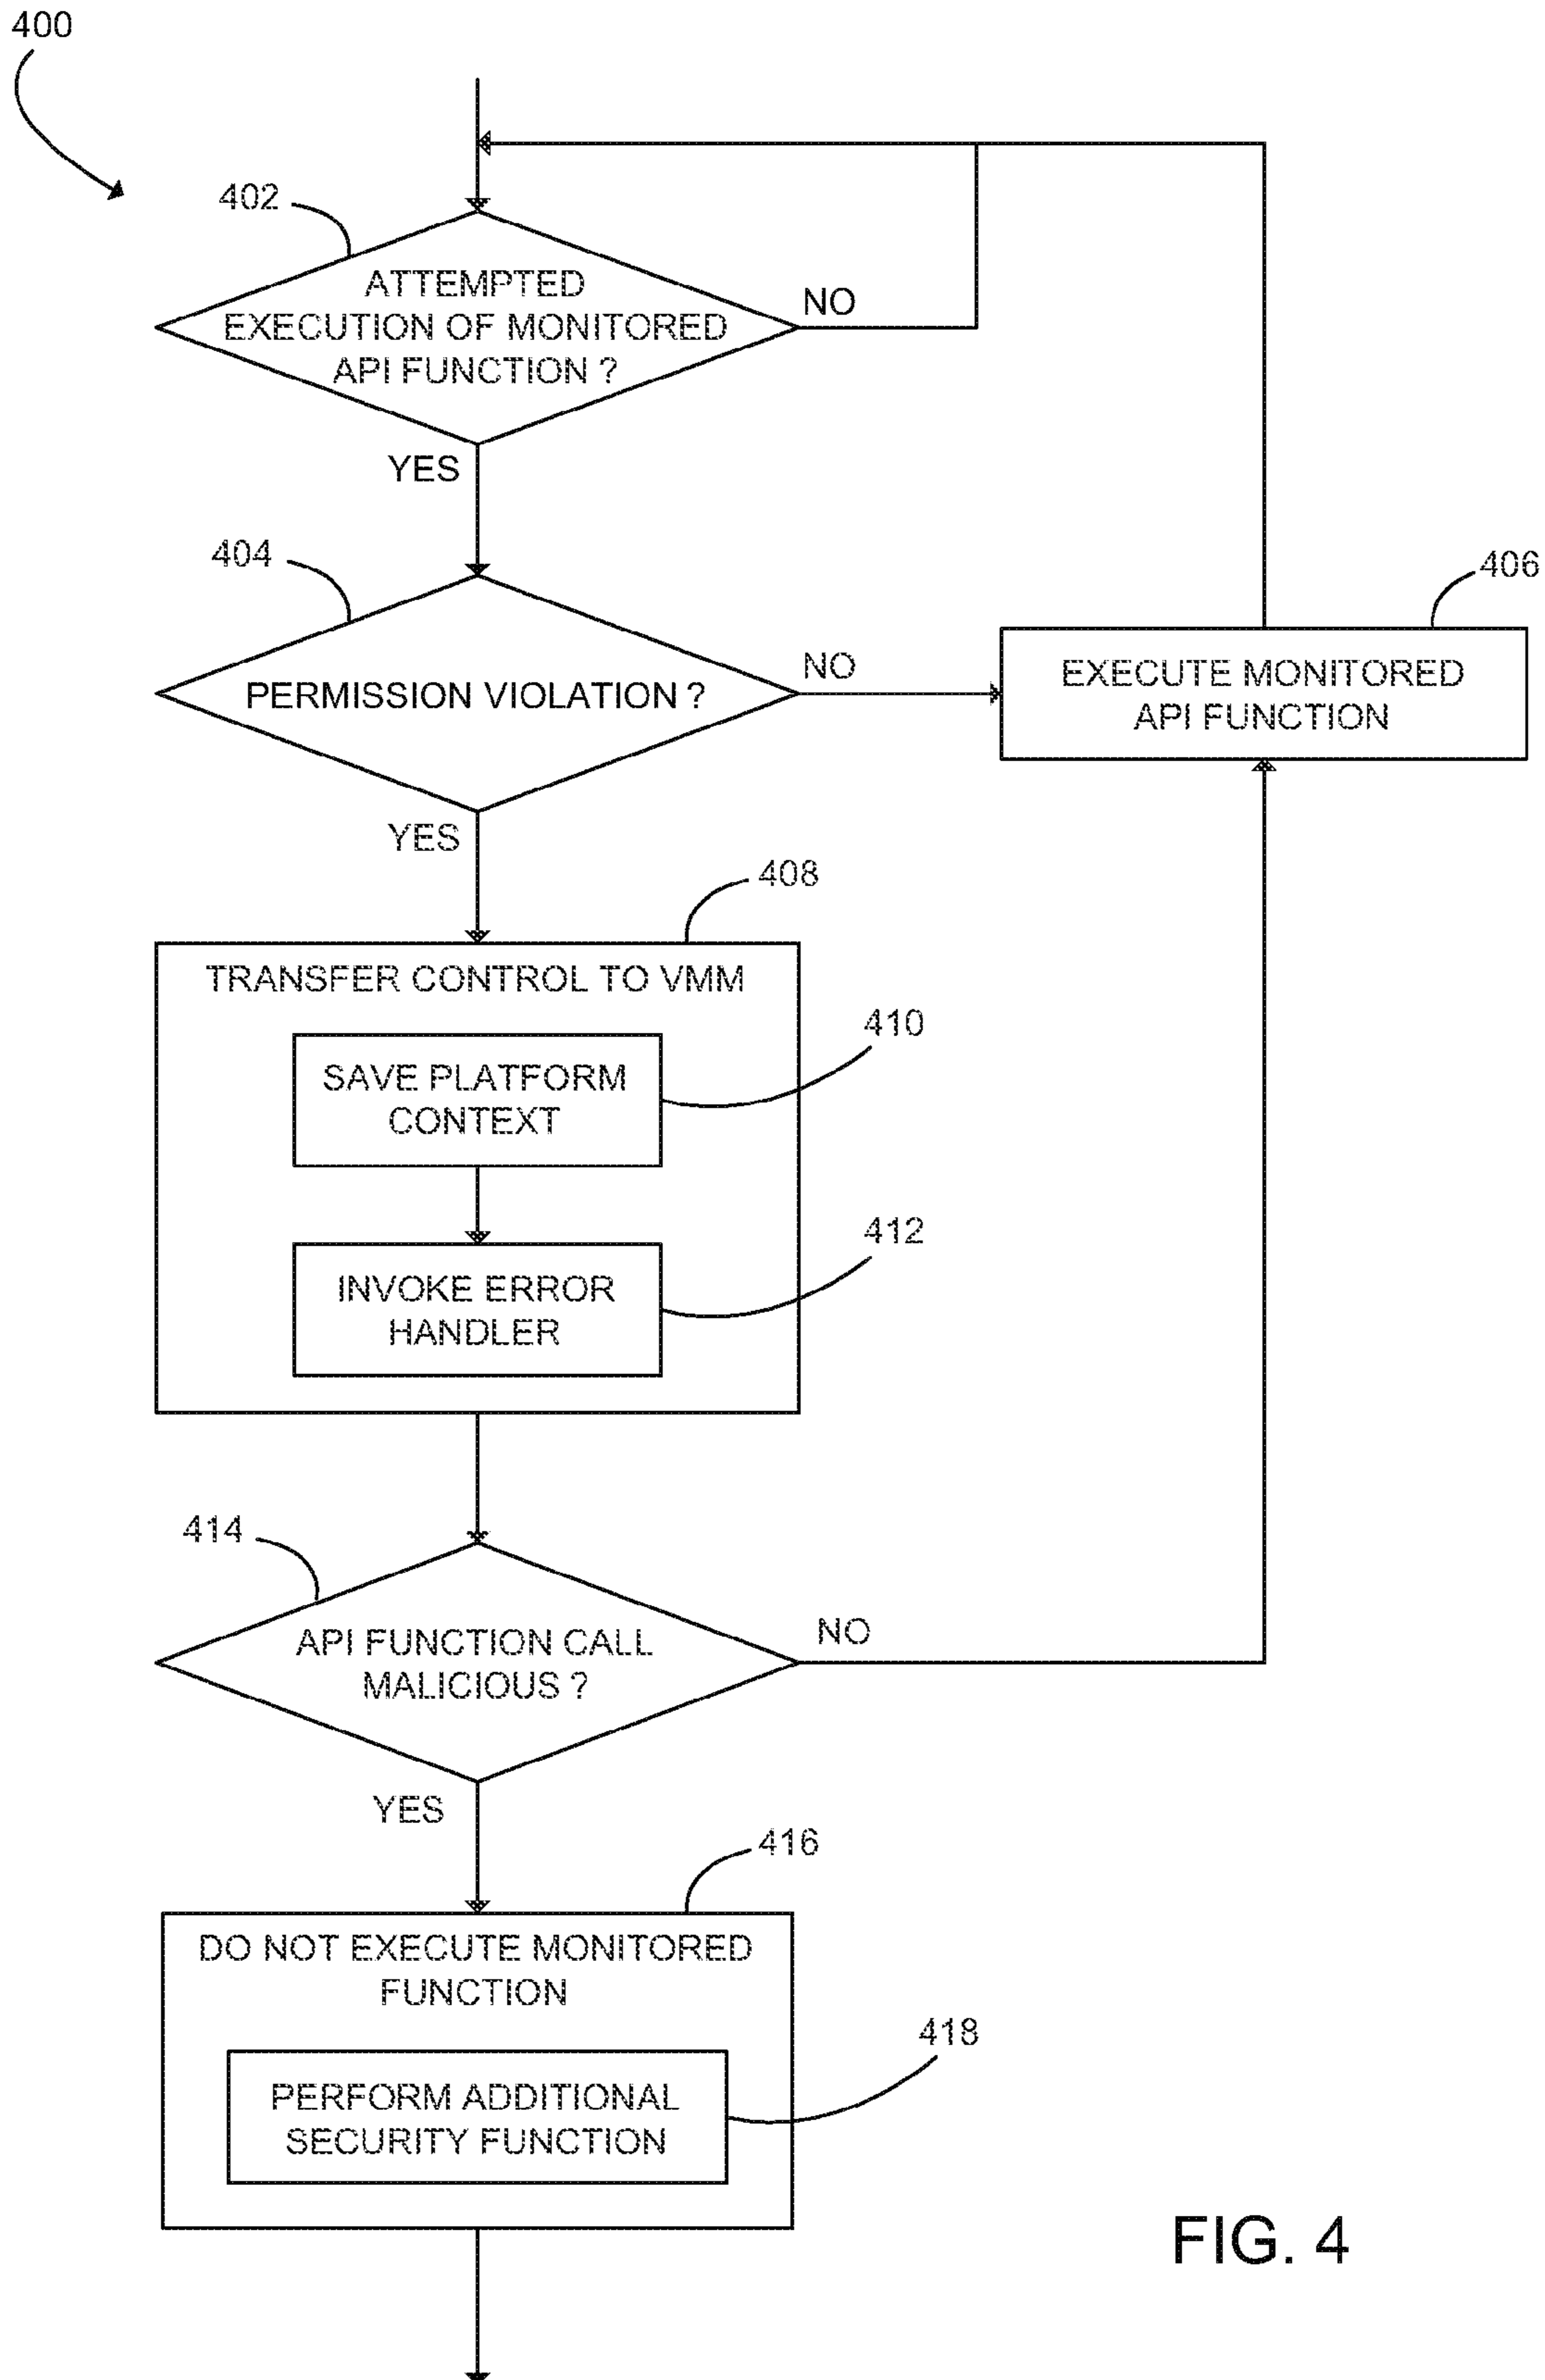 400
402
ATTEMPTED
EXECUTION OF MONITORED
API FUNCTION ?
NO
YES
404
PERMISSION VIOLATION ?
NO
406
EXECUTE MONITORED
API FUNCTION
YES
408
TRANSFER CONTROL TO VMM
410
SAVE PLATFORM
CONTEXT
412
INVOKE ERROR
HANDLER
414
API FUNCTION CALL
MALICIOUS ?
NO
YES
416
DO NOT EXECUTE MONITORED
FUNCTION
418
PERFORM ADDITIONAL
SECURITY FUNCTION
FIG. 4